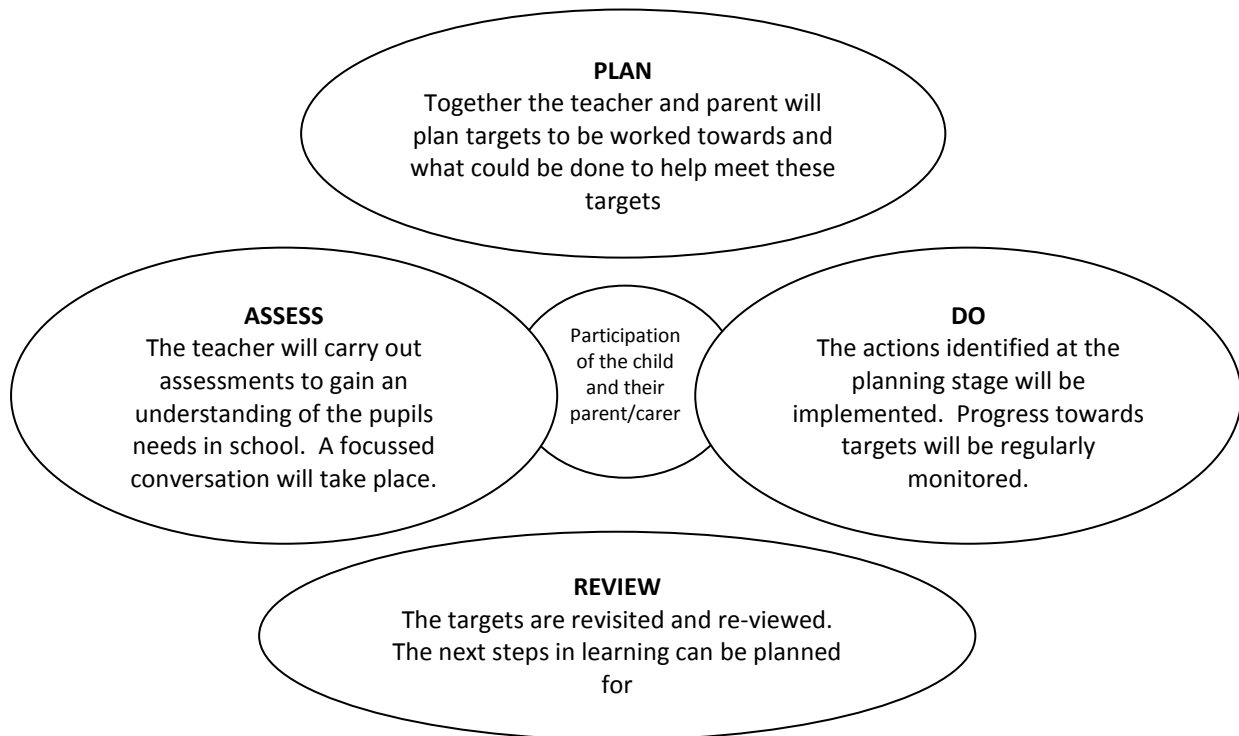 PLAN
Together the teacher and parent will
plan targets to be worked towards and
what could be done to help meet these
targets
ASSESS
The teacher will carry out
assessments to gain an
understanding of the pupils
needs in school.  A focussed
conversation will take place.
Participation
of the child
and their
parent/carer
DO
The actions identified at the
planning stage will be
implemented.  Progress towards
targets will be regularly
monitored.
REVIEW
The targets are revisited and re-viewed.
The next steps in learning can be planned
for